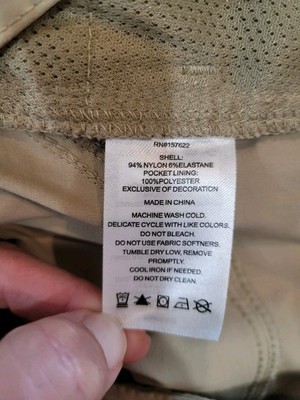 RN#157622
SHELL:
94% NYLON 6%ELASTANE
POCKET LINING:
100%POLYESTER
EXCLUSIVE OF DECORATION
MADE IN CHINA
MACHINE WASH COLD.
DELICATE CYCLE WITH LIKE COLORS.
DO NOT BLEACH.
DO NOT USE FABRIC SOFTNERS.
TUMBLE DRY LOW, REMOVE
PROMPTLY.
COOL IRON IF NEEDED.
DO NOT DRY CLEAN.